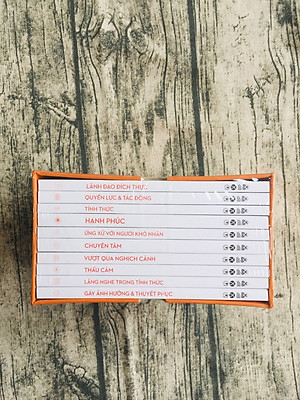 LÃNH ĐẠO ĐÍCH THỰC
QUYỀN LỰC & TÁC ĐỘNG
TỈNH THỨC
HẠNH PHÚC
ỨNG XỬ VỚI NGƯỜI KHÓ NHẰN
CHUYÊN TÂM
VƯỢT QUA NGHỊCH CẢNH
THẤU CẢM
LẮNG NGHE TRONG TỈNH THỨC
GÂY ẢNH HƯỞNG & THUYẾT PHỤC